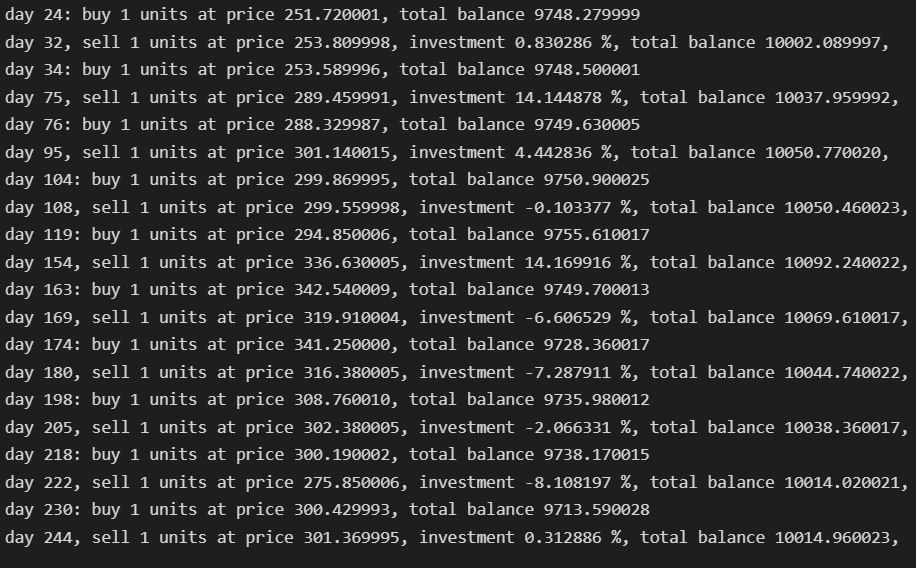 day 24: buy 1 units at price 251.720001, total balance 9748.279999
day 32, sell 1 units at price 253.809998, investment 0.830286 %, total balance 10002.089997,
day 34: buy 1 units at price 253.589996, total balance 9748.500001
day 75, sell 1 units at price 289.459991, investment 14.144878 %, total balance 10037.959992,
day 76: buy 1 units at price 288.329987, total balance 9749.630005
day 95, sell 1 units at price 301.140015, investment 4.442836 %, total balance 10050.770020,
day 104: buy 1 units at price 299.869995, total balance 9750.900025
day 108, sell 1 units at price 299.559998, investment -0.103377 %, total balance 10050.460023,
day 119: buy 1 units at price 294.850006, total balance 9755.610017
day 154, sell 1 units at price 336.630005, investment 14.169916 %, total balance 10092.240022,
day 163: buy 1 units at price 342.540009, total balance 9749.700013
day 169, sell 1 units at price 319.910004, investment -6.606529 %, total balance 10069.610017,
day 174: buy 1 units at price 341.250000, total balance 9728.360017
day 180, sell 1 units at price 316.380005, investment -7.287911 %, total balance 10044.740022,
day 198: buy 1 units at price 308.760010, total balance 9735.980012
day 205, sell 1 units at price 302.380005, investment -2.066331 %, total balance 10038.360017,
day 218: buy 1 units at price 300.190002, total balance 9738.170015
day 222, sell 1 units at price 275.850006, investment -8.108197 %, total balance 10014.020021,
day 230: buy 1 units at price 300.429993, total balance 9713.590028
day 244, sell 1 units at price 301.369995, investment 0.312886 %, total balance 10014.960023,